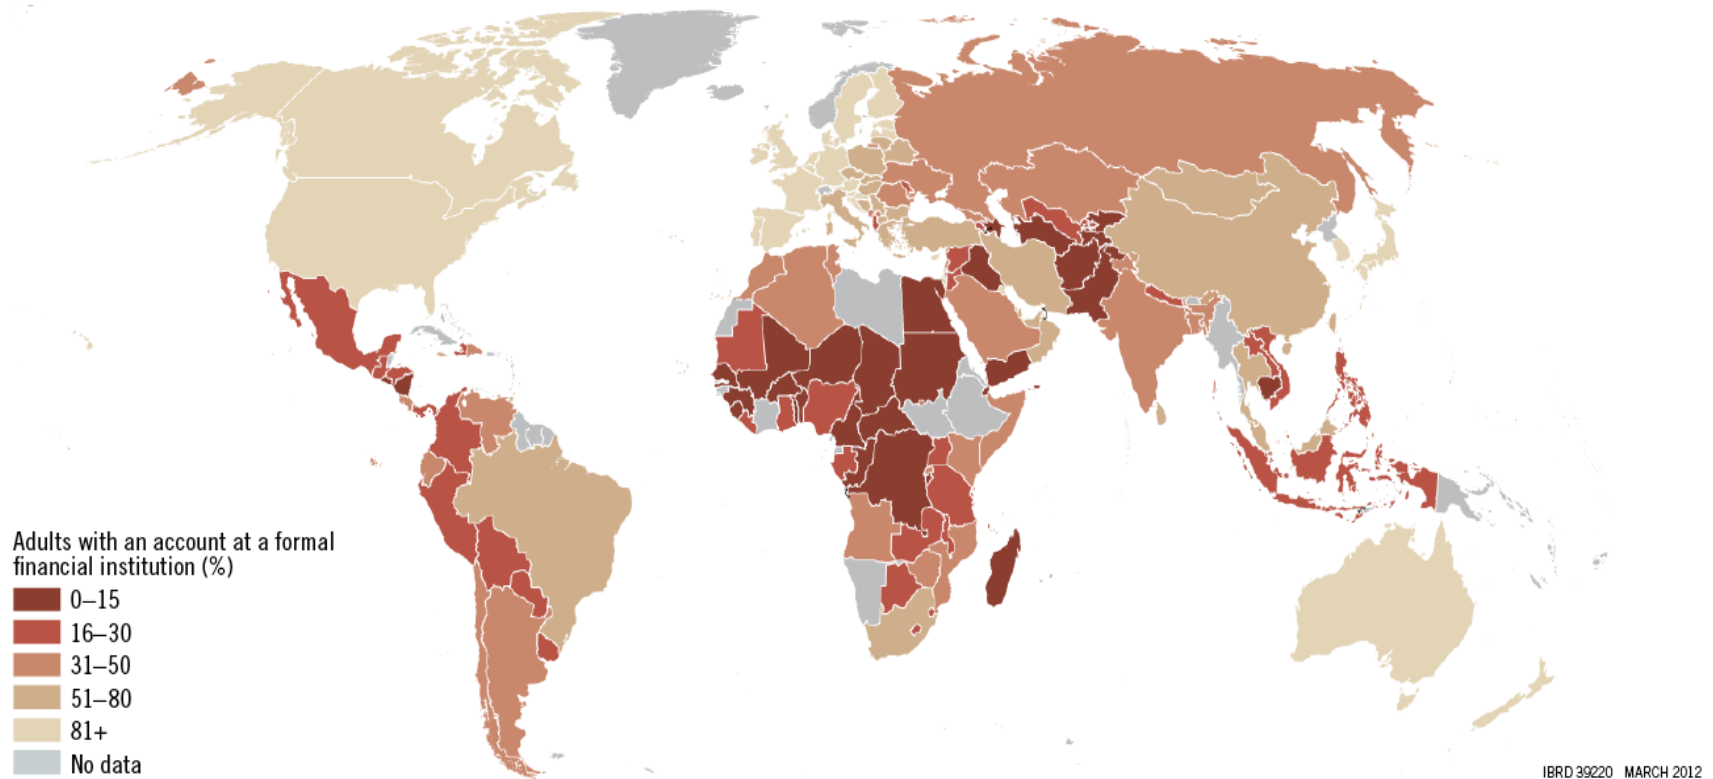 Adults with an account at a formal
financial institution (%)
0–15
16–30
31–50
51–80
81+
No data
IBRD 39220 MARCH 2012